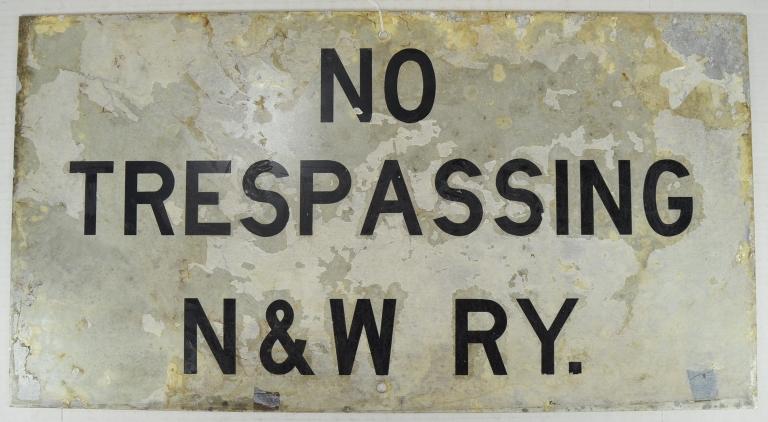 NO
TRESPASSING
N&W RY.